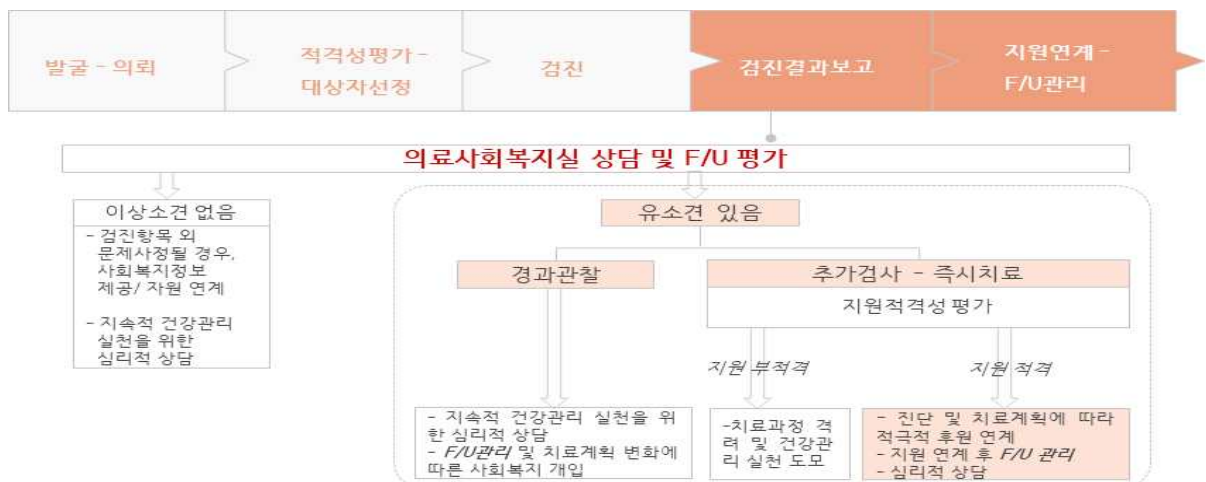 발굴 - 의뢰
적격성평가 -
대상자선정
검진
검진결과보고
지원연계 -
F/U관리
의료사회복지실 상담 및 F/U 평가
이상소견 없음
- 검진항목 외
문제사정될 경우,
사회복지정보
제공/ 자원 연계
- 지속적 건강관리
실천을 위한
심리적 상담
유소견 있음
경과관찰
추가검사 - 즉시치료
지원적격성 평가
지원 부적격
지원 적격
- 지속적 건강관리 실천을 위
한 심리적 상담
- F/U관리 및 치료계획 변화에
따른 사회복지 개입
-치료과정 격
려 및 건강관
리 실천 도모
- 진단 및 치료계획에 따라
적극적 후원 연계
- 지원 연계 후 F/U 관리
- 심리적 상담